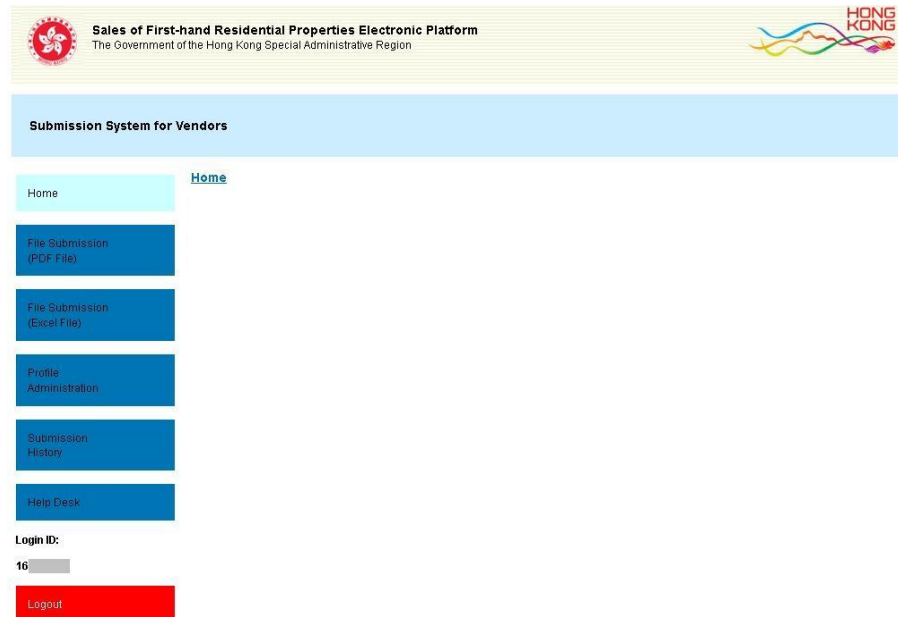 Sales of First-hand Residential Properties Electronic Platform
The Government of the Hong Kong Special Administrative Region
HONG
KONG
Submission System for Vendors
Home
Home
File Submission
(PDF File)
File Submission
(Excel File)
Profile
Administration
Submission
History
Help Desk
Login ID:
16
Logout